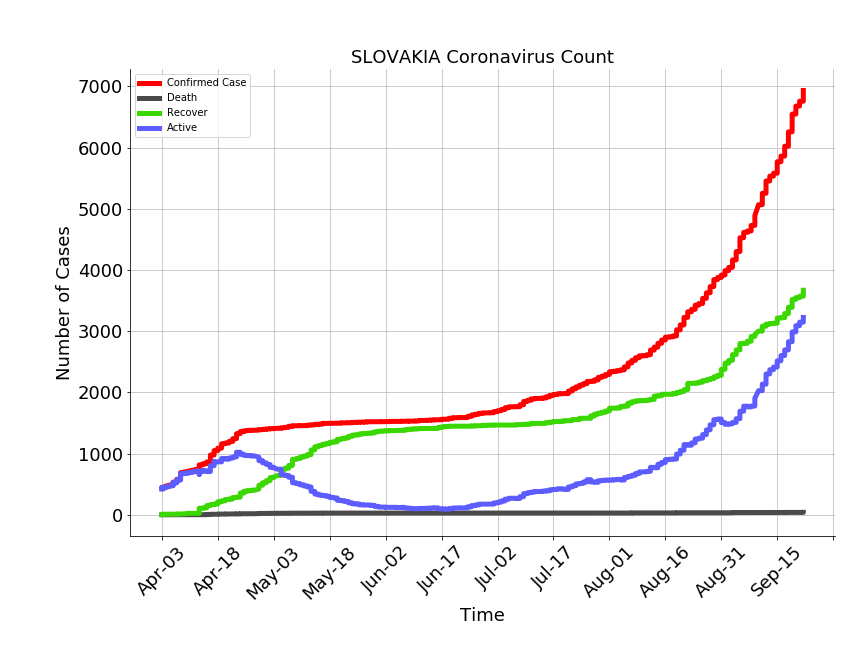 SLOVAKIA Coronavirus Count
Confirmed Case
Death
Recover
Active
Number of Cases
7000
6000
5000
4000
3000
2000
1000
0
Apr-03
Apr-18
May-03
May-18
Jun-02
Jun-17
Jul-02
Jul-17
Aug-01
Aug-16
Aug-31
Sep-15
Time